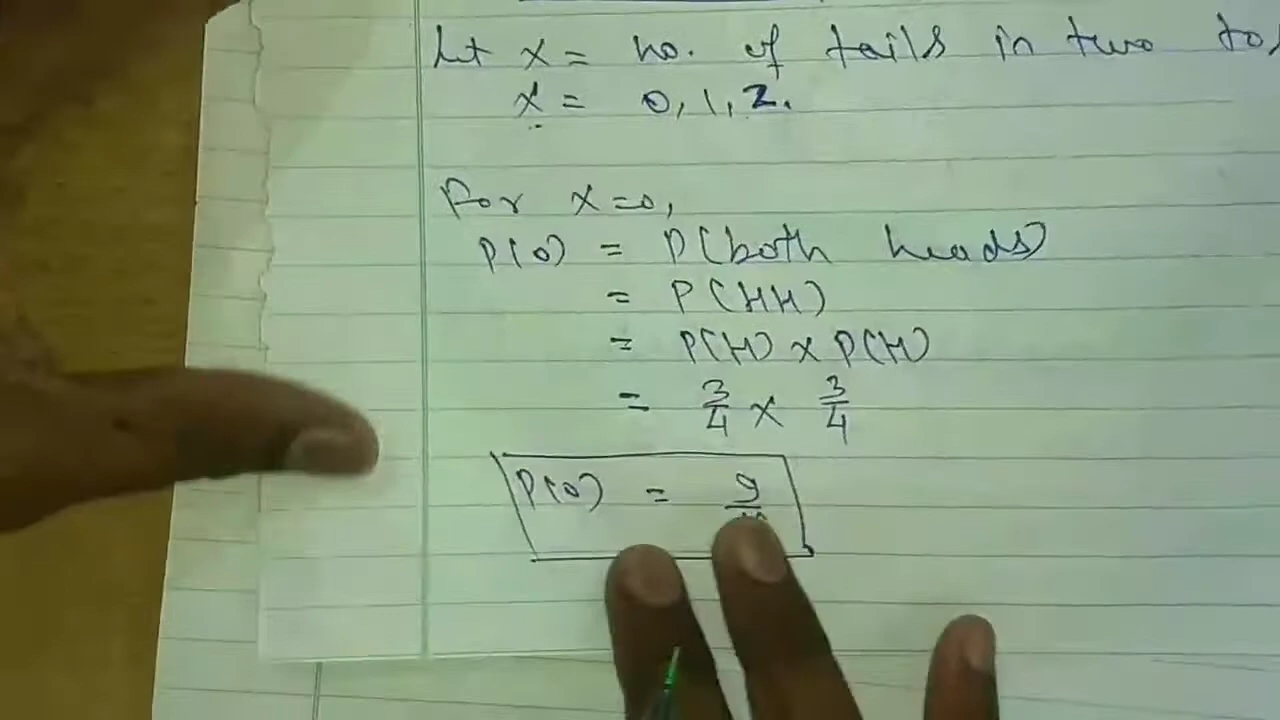 Let X = no. of tails in two
X = 0, 1, 2.
For X = 0,
P(0) = P(both heads)
= P(HH)
= P(H) × P(H)
= 3/4 × 3/4
P(0) = 9/